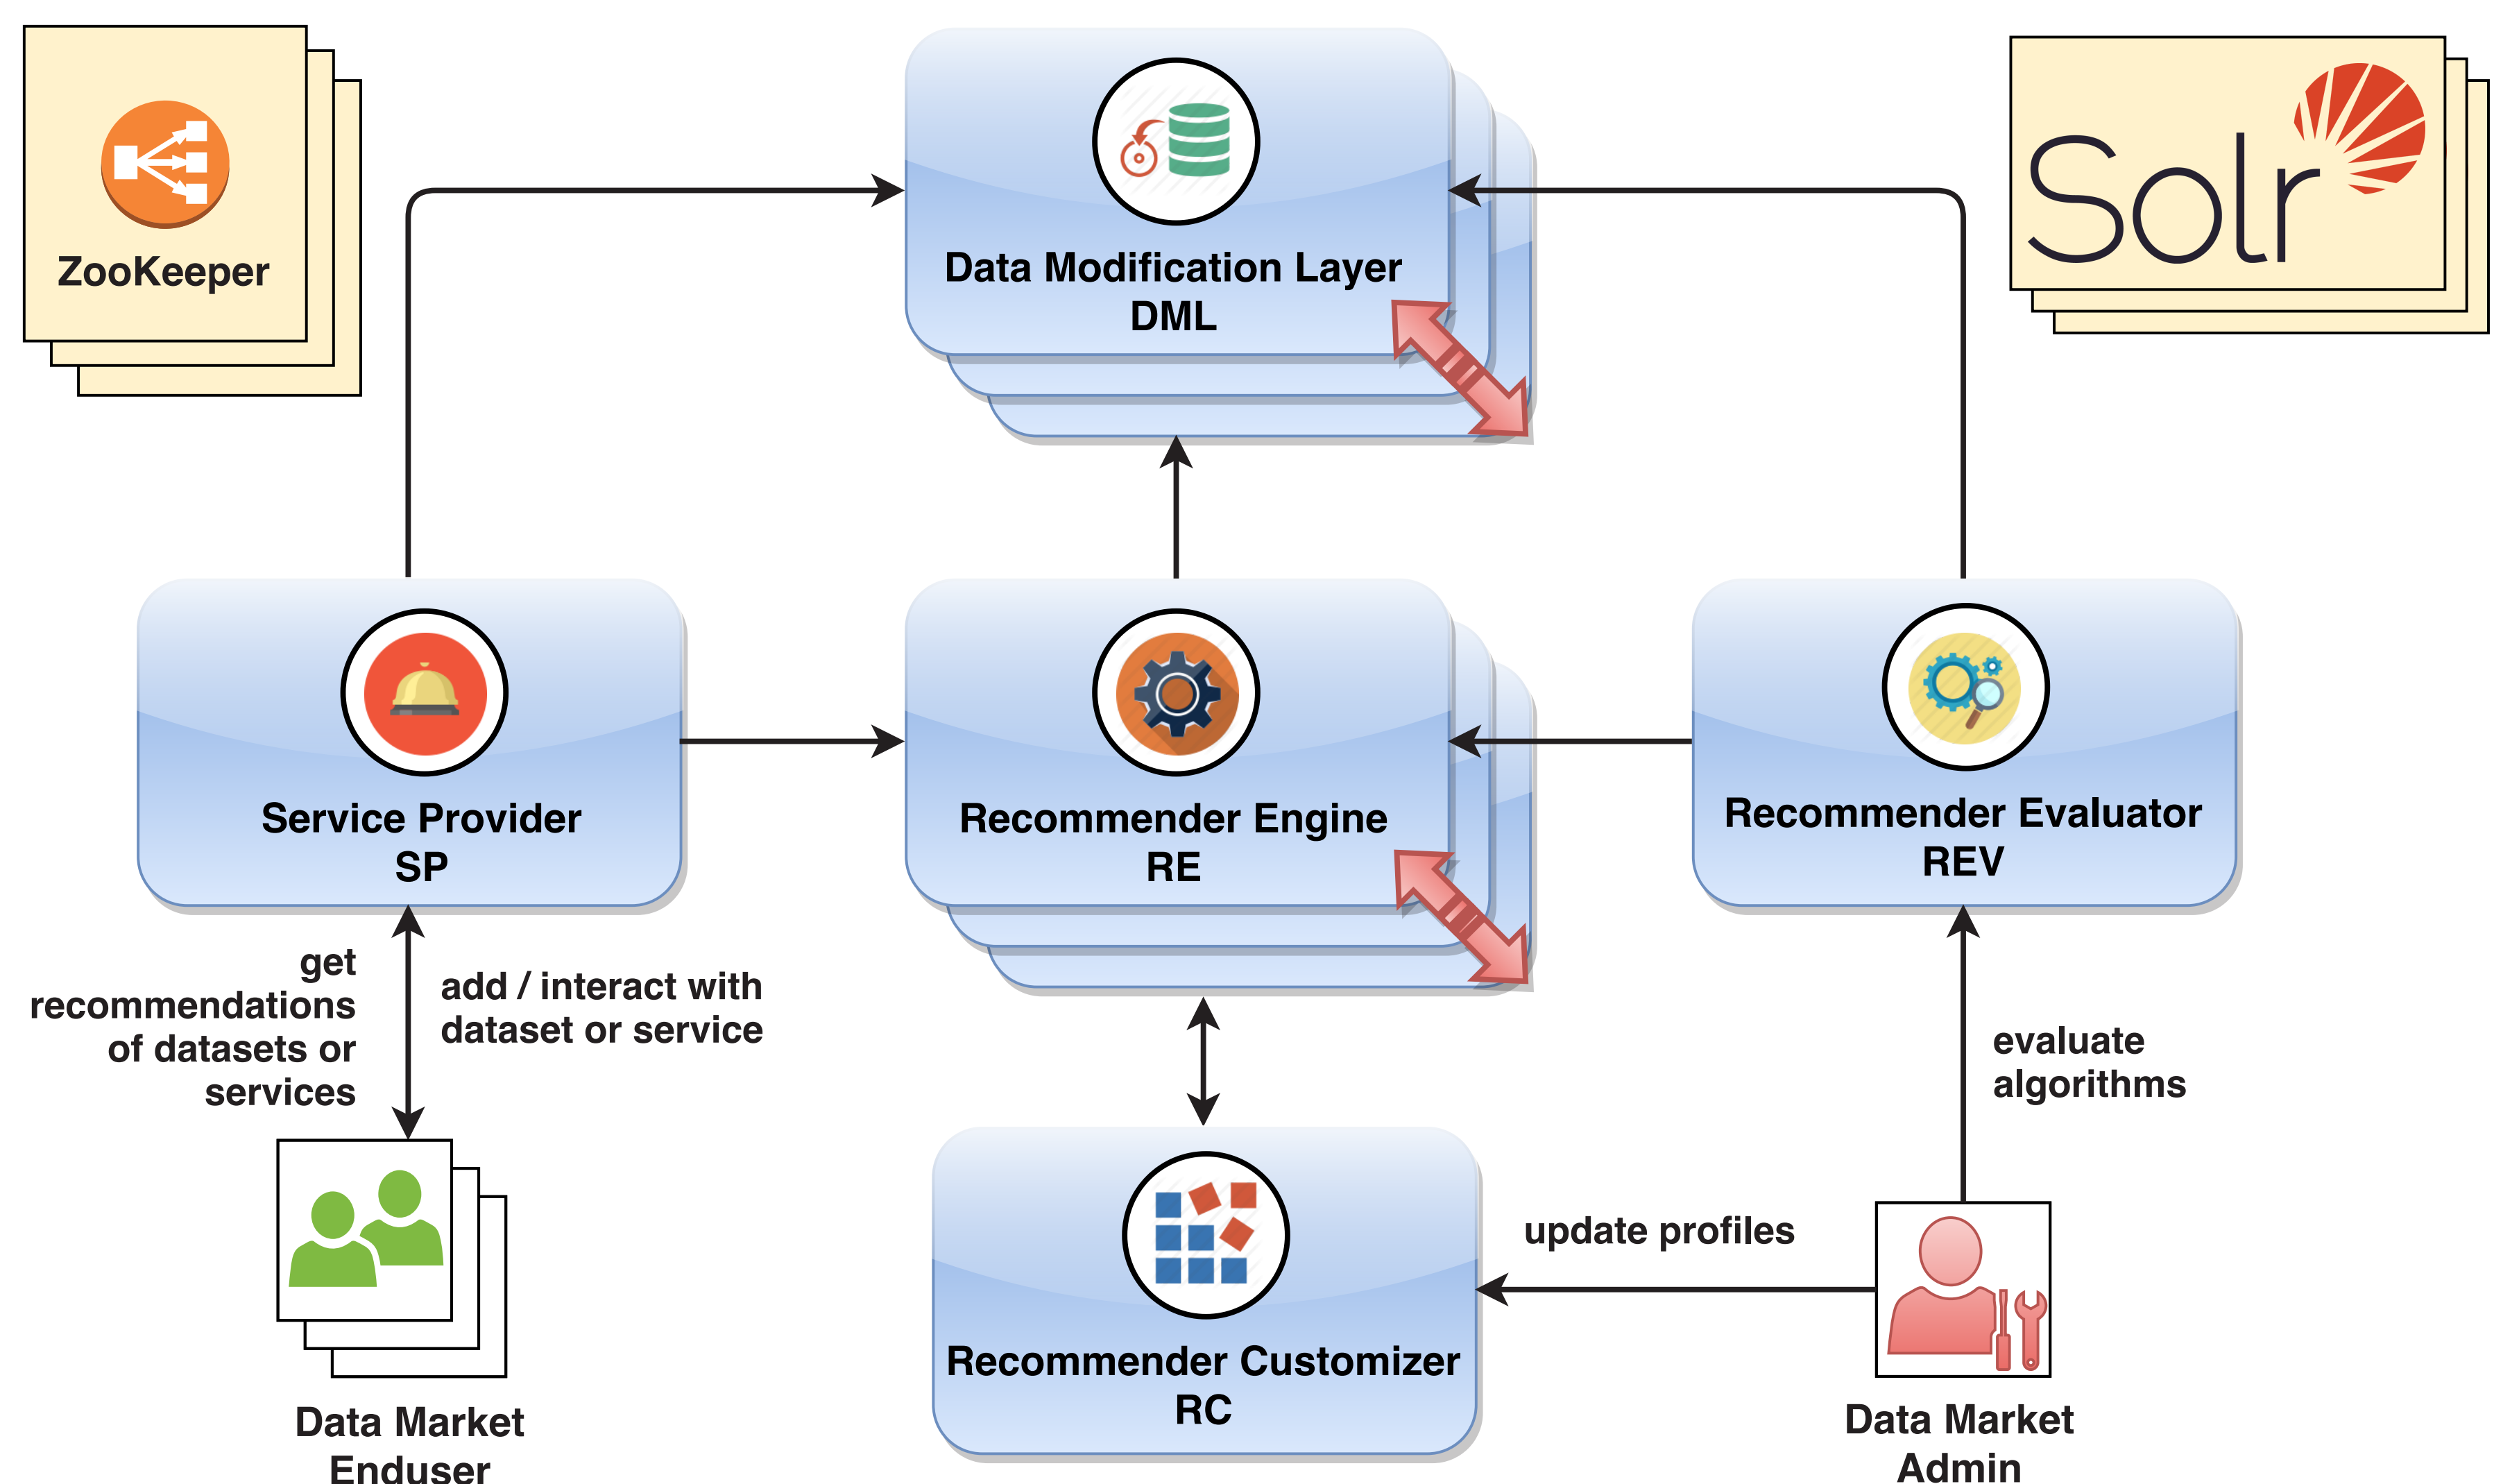 ZooKeeper
Data Modification Layer
DML
Solr
Service Provider
SP
Recommender Engine
RE
Recommender Evaluator
REV
get
recommendations
of datasets or
services
add / interact with
dataset or service
evaluate
algorithms
update profiles
Recommender Customizer
RC
Data Market
Enduser
Data Market
Admin